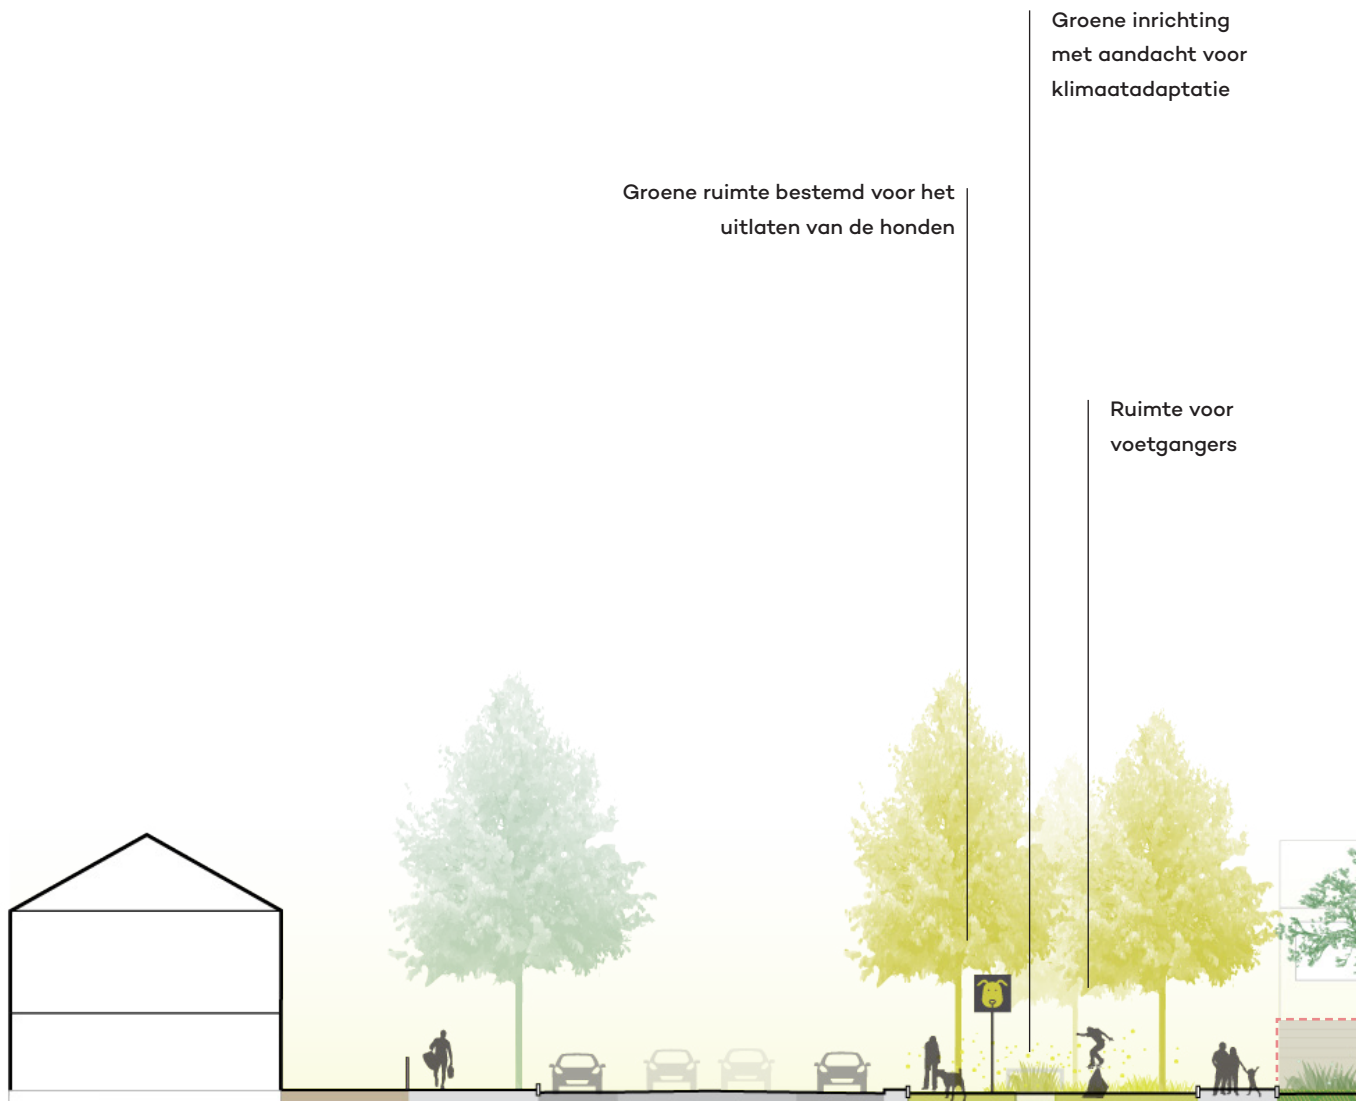 Groene inrichting
met aandacht voor
klimaatadaptatie
Groene ruimte bestemd voor het
uitlaten van de honden
Ruimte voor
voetgangers